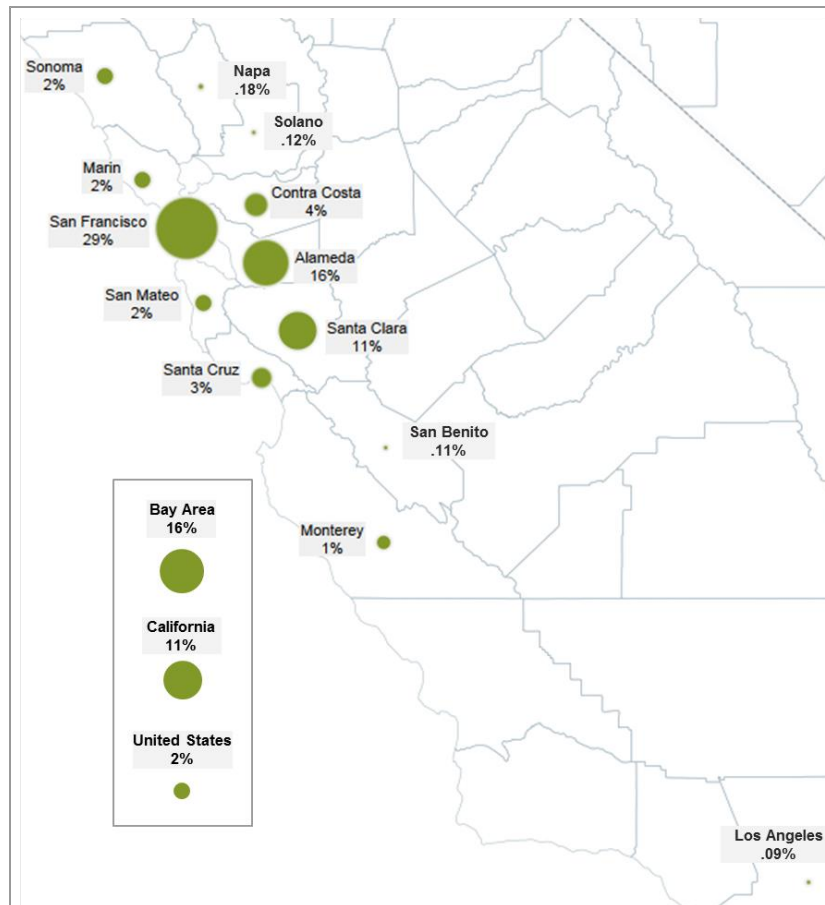 Sonoma
2%
Napa
.18%
Solano
.12%
Marin
2%
Contra Costa
4%
San Francisco
29%
Alameda
16%
San Mateo
2%
Santa Clara
11%
Santa Cruz
3%
San Benito
.11%
Monterey
1%
Bay Area
16%
California
11%
United States
2%
Los Angeles
.09%